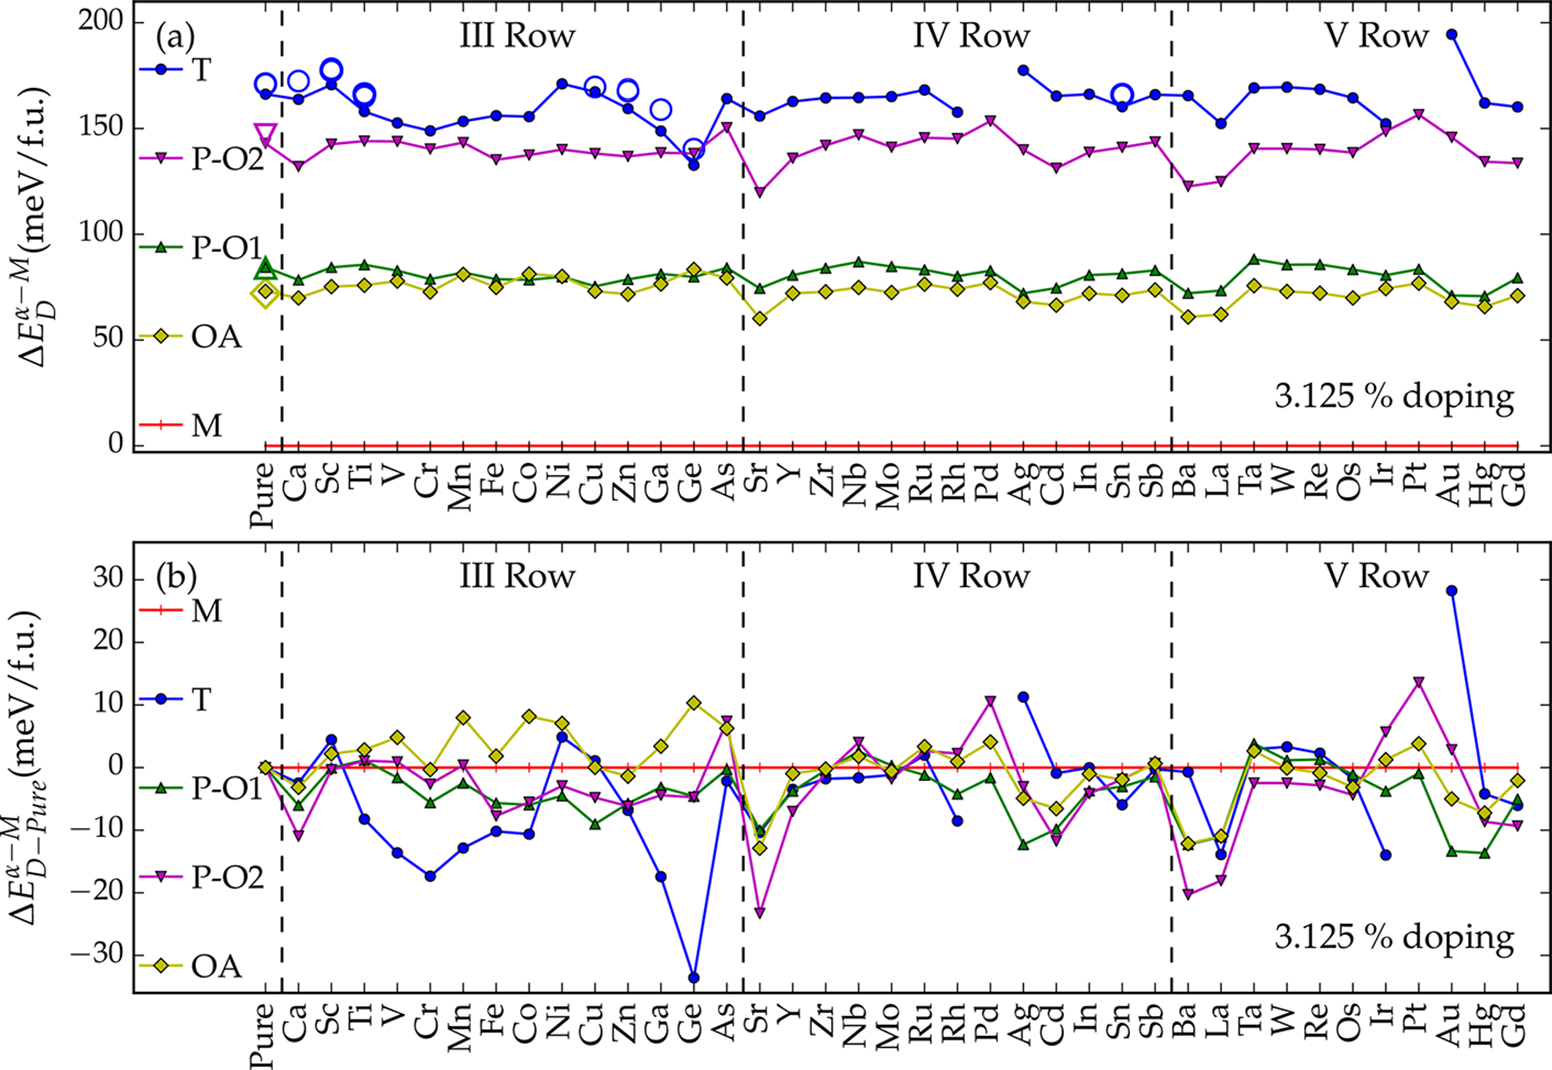 (a) III Row IV Row V Row
200
150
100
50
0
ΔE_D^{α−M}(meV/f.u.)
T
P-O2
P-O1
OA
M
3.125 % doping
Pure Ca Sc Ti V Cr Mn Fe Co Ni Cu Zn Ga Ge As Sr Y Zr Nb Mo Ru Rh Pd Ag Cd In Sn Sb Ba La Ta W Re Os Ir Pt Au Hg Gd
(b) III Row IV Row V Row
30
20
10
0
−10
−20
−30
ΔE_{D−Pure}^{α−M}(meV/f.u.)
M
T
P-O1
P-O2
OA
3.125 % doping
Pure Ca Sc Ti V Cr Mn Fe Co Ni Cu Zn Ga Ge As Sr Y Zr Nb Mo Ru Rh Pd Ag Cd In Sn Sb Ba La Ta W Re Os Ir Pt Au Hg Gd